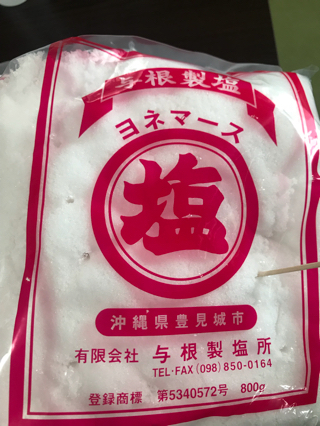 与根製塩
ヨネマース
塩
沖縄県豊見城市
有限会社 与根製塩所
TEL·FAX (098) 850-0164
登録商標 第5340572号 800g